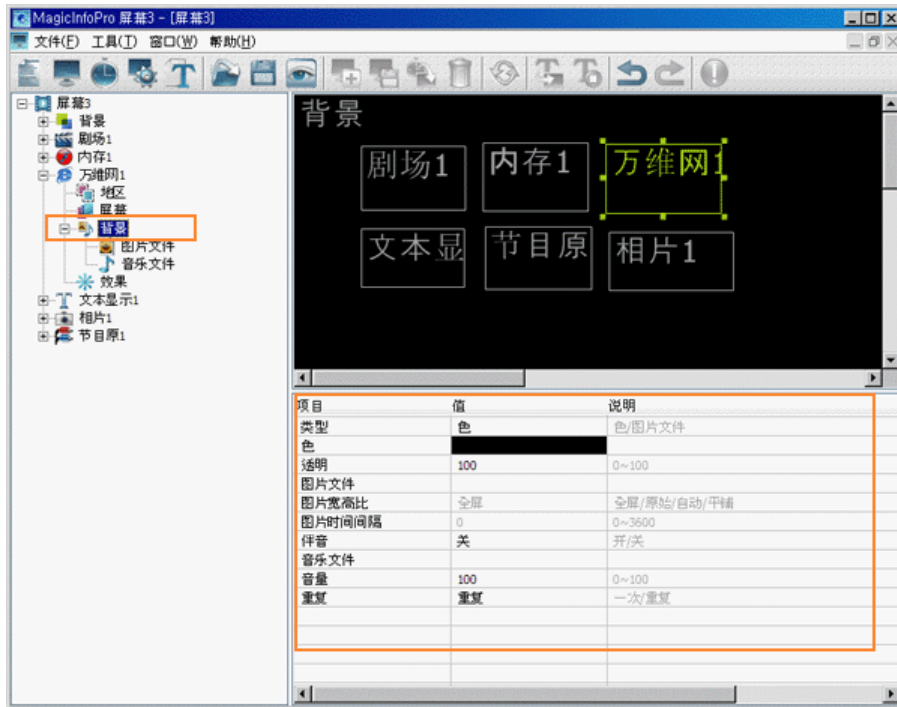 MagicInfoPro 屏幕3 - [屏幕3]
文件(F) 工具(T) 窗口(W) 帮助(H)
屏幕3
背景
剧场1
内存1
万维网1
地区
屏幕
背景
图片文件
音乐文件
效果
文本显示1
相片1
节目原1
背景
剧场1 内存1 万维网1
文本显 节目原 相片1
项目 值 说明
类型 色 色/图片文件
色
透明 100 0~100
图片文件
图片宽高比 全屏 全屏/原始/自动/平铺
图片时间间隔 0 0~3600
伴音 关 开/关
音乐文件
音量 100 0~100
重复 重复 一次/重复